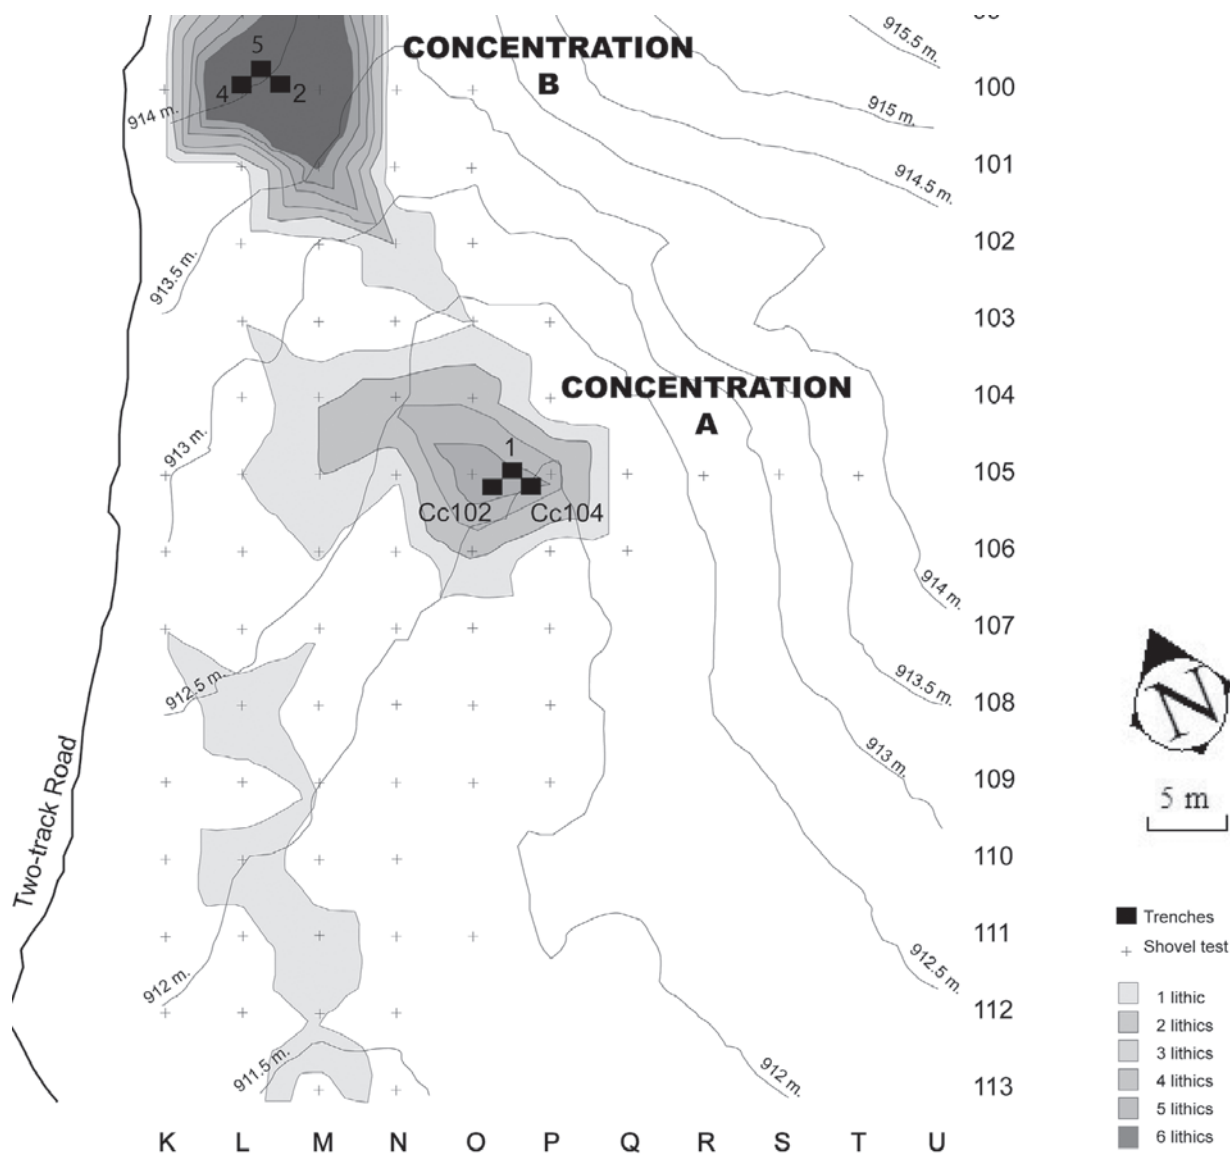 915.5 m.
CONCENTRATION
B
5
4
2
100
914 m.
915 m.
101
914.5 m.
102
913.5 m.
103
CONCENTRATION
A
104
913 m.
1
105
Cc102
Cc104
106
914 m.
107
912.5 m.
913.5 m.
108
N
913 m.
109
5 m
Two-track Road
110
Trenches
111
Shovel test
912 m.
912.5 m.
112
1 lithic
2 lithics
3 lithics
911.5 m.
912 m.
113
4 lithics
5 lithics
6 lithics
K L M N O P Q R S T U